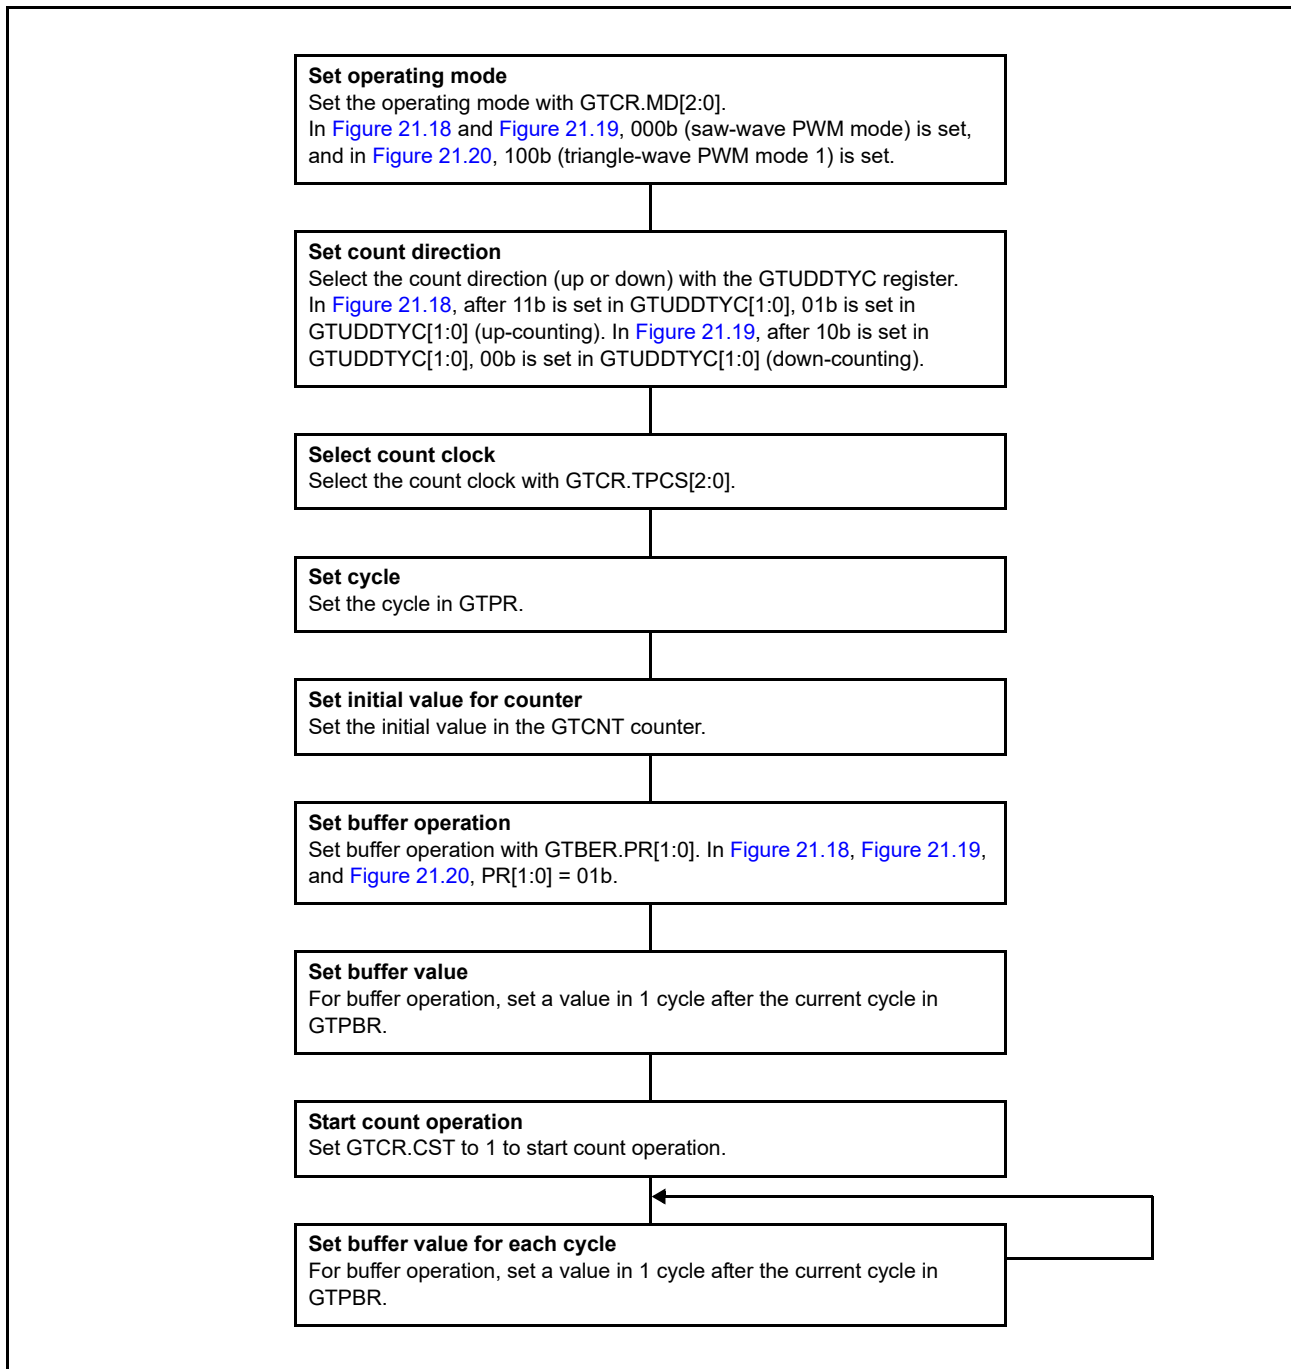 Set operating mode
Set the operating mode with GTCR.MD[2:0].
In Figure 21.18 and Figure 21.19, 000b (saw-wave PWM mode) is set,
and in Figure 21.20, 100b (triangle-wave PWM mode 1) is set.
Set count direction
Select the count direction (up or down) with the GTUDDTYC register.
In Figure 21.18, after 11b is set in GTUDDTYC[1:0], 01b is set in
GTUDDTYC[1:0] (up-counting). In Figure 21.19, after 10b is set in
GTUDDTYC[1:0], 00b is set in GTUDDTYC[1:0] (down-counting).
Select count clock
Select the count clock with GTCR.TPCS[2:0].
Set cycle
Set the cycle in GTPR.
Set initial value for counter
Set the initial value in the GTCNT counter.
Set buffer operation
Set buffer operation with GTBER.PR[1:0]. In Figure 21.18, Figure 21.19,
and Figure 21.20, PR[1:0] = 01b.
Set buffer value
For buffer operation, set a value in 1 cycle after the current cycle in
GTPBR.
Start count operation
Set GTCR.CST to 1 to start count operation.
Set buffer value for each cycle
For buffer operation, set a value in 1 cycle after the current cycle in
GTPBR.